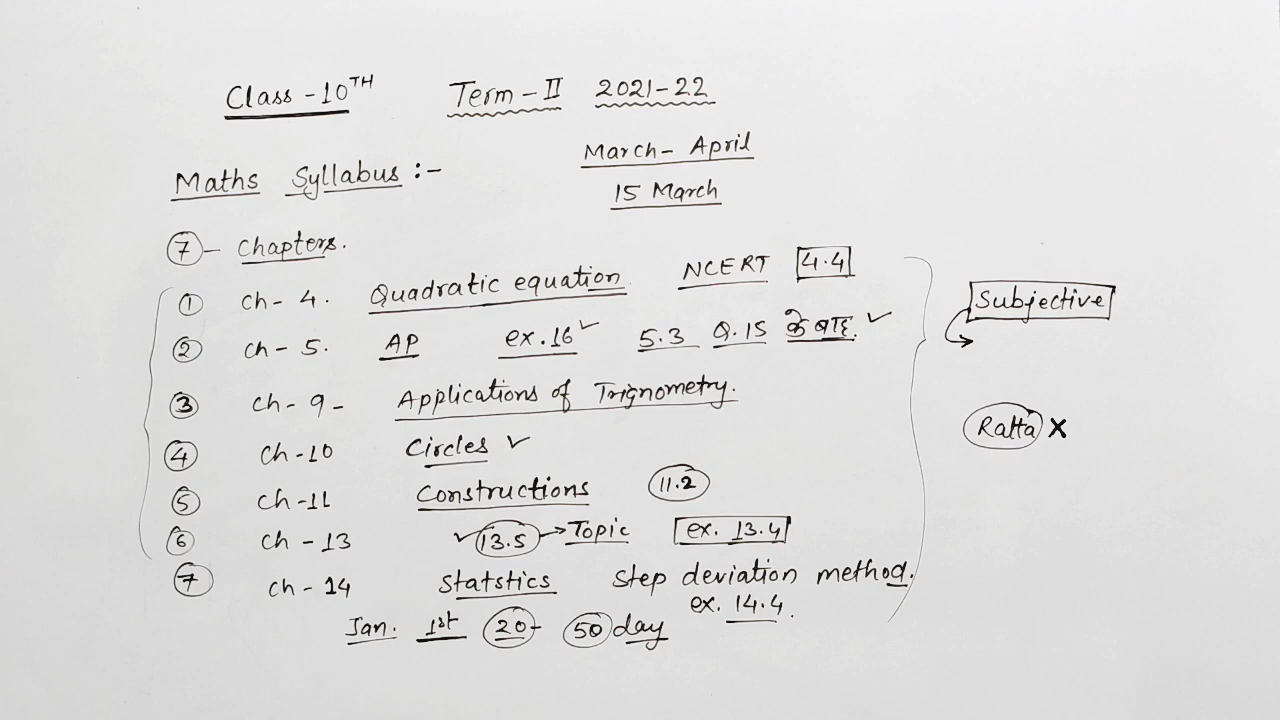 Class - 10TH Term - II 2021-22
March - April
Maths Syllabus :-
15 March
7 - Chapters.
1 Ch - 4. Quadratic equation NCERT 4.4
Subjective
2 Ch - 5. AP ex. 16 ✓ 5.3 Q. 15 के बाद. ✓
3 Ch - 9 - Applications of Trignometry.
Ratta X
4 Ch - 10 Circles ✓
5 Ch - 11 Constructions 11.2
6 Ch - 13 ✓ 13.5 → Topic ex. 13.4
7 Ch - 14 Statstics Step deviation method.
ex. 14.4.
Jan. 1st 20 - 50 day